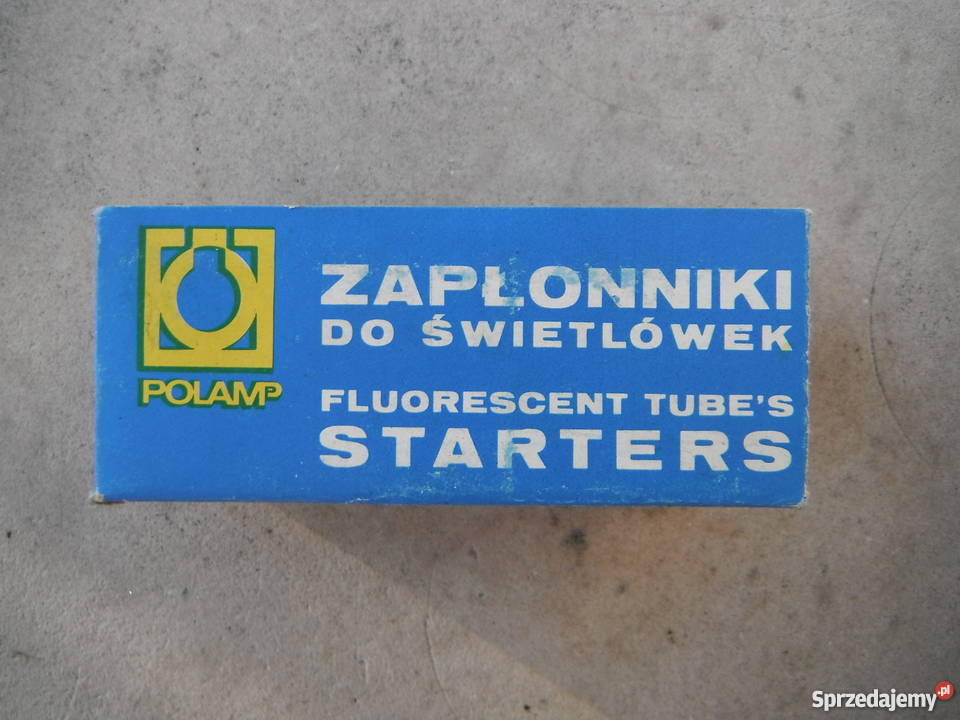 POLAMP
ZAPŁONNIKI
DO ŚWIETLÓWEK
FLUORESCENT TUBE'S
STARTERS
Sprzedajemy.pl